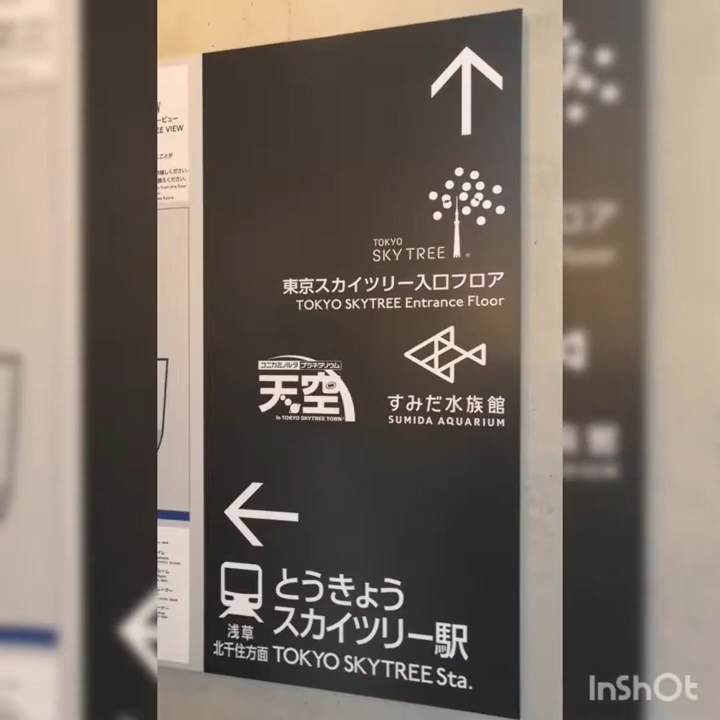 TOKYO
SKY TREE ®
東京スカイツリー入口フロア
TOKYO SKYTREE Entrance Floor
コニカミノルタ プラネタリウム
天空
in TOKYO SKYTREE TOWN®
すみだ水族館
SUMIDA AQUARIUM
とうきょう
スカイツリー駅
浅草
北千住方面 TOKYO SKYTREE Sta.
InShOt